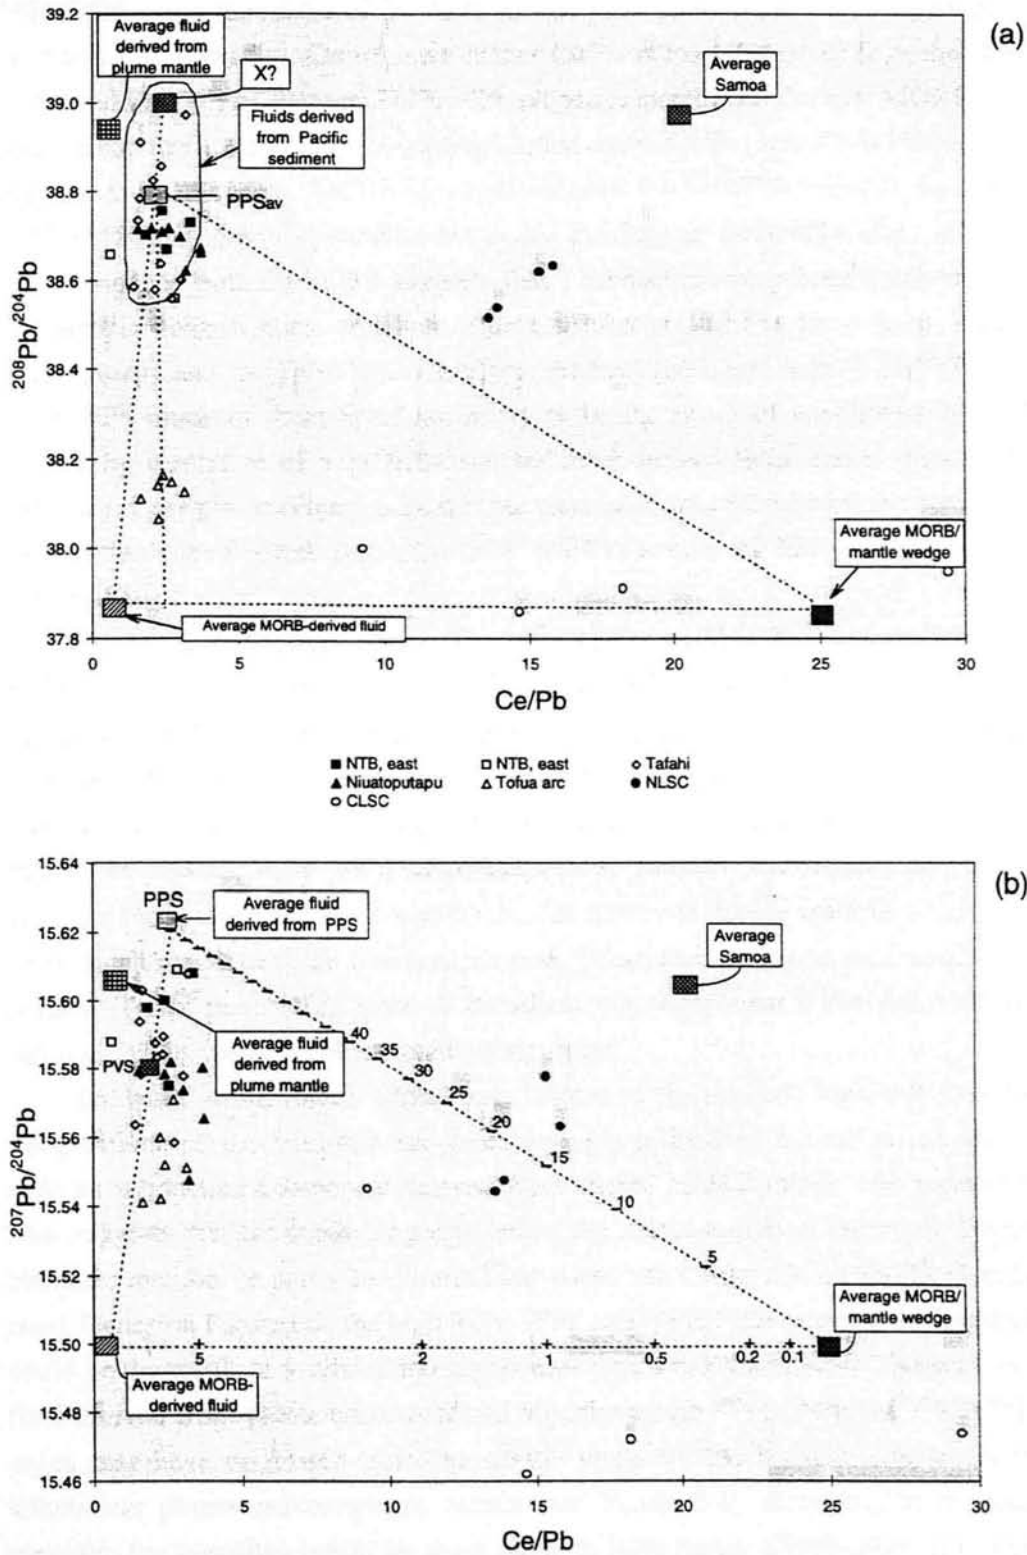 (a)
39.2
39.0
38.8
38.6
38.4
38.2
38.0
37.8
208Pb/204Pb
Average fluid
derived from
plume mantle
X?
Fluids derived
from Pacific
sediment
PPSav
Average
Samoa
Average MORB/
mantle wedge
Average MORB-derived fluid
0 5 10 15 20 25 30
Ce/Pb
■ NTB, east □ NTB, east ◇ Tafahi
▲ Niuatoputapu △ Tofua arc ● NLSC
○ CLSC
(b)
15.64
15.62
15.60
15.58
15.56
15.54
15.52
15.50
15.48
15.46
207Pb/204Pb
PPS
Average fluid
derived from PPS
Average
Samoa
Average fluid
derived from
plume mantle
PVS
40
35
30
25
20
15
10
5
Average MORB/
mantle wedge
5 2 1 0.5 0.2 0.1
Average MORB-
derived fluid
0 5 10 15 20 25 30
Ce/Pb